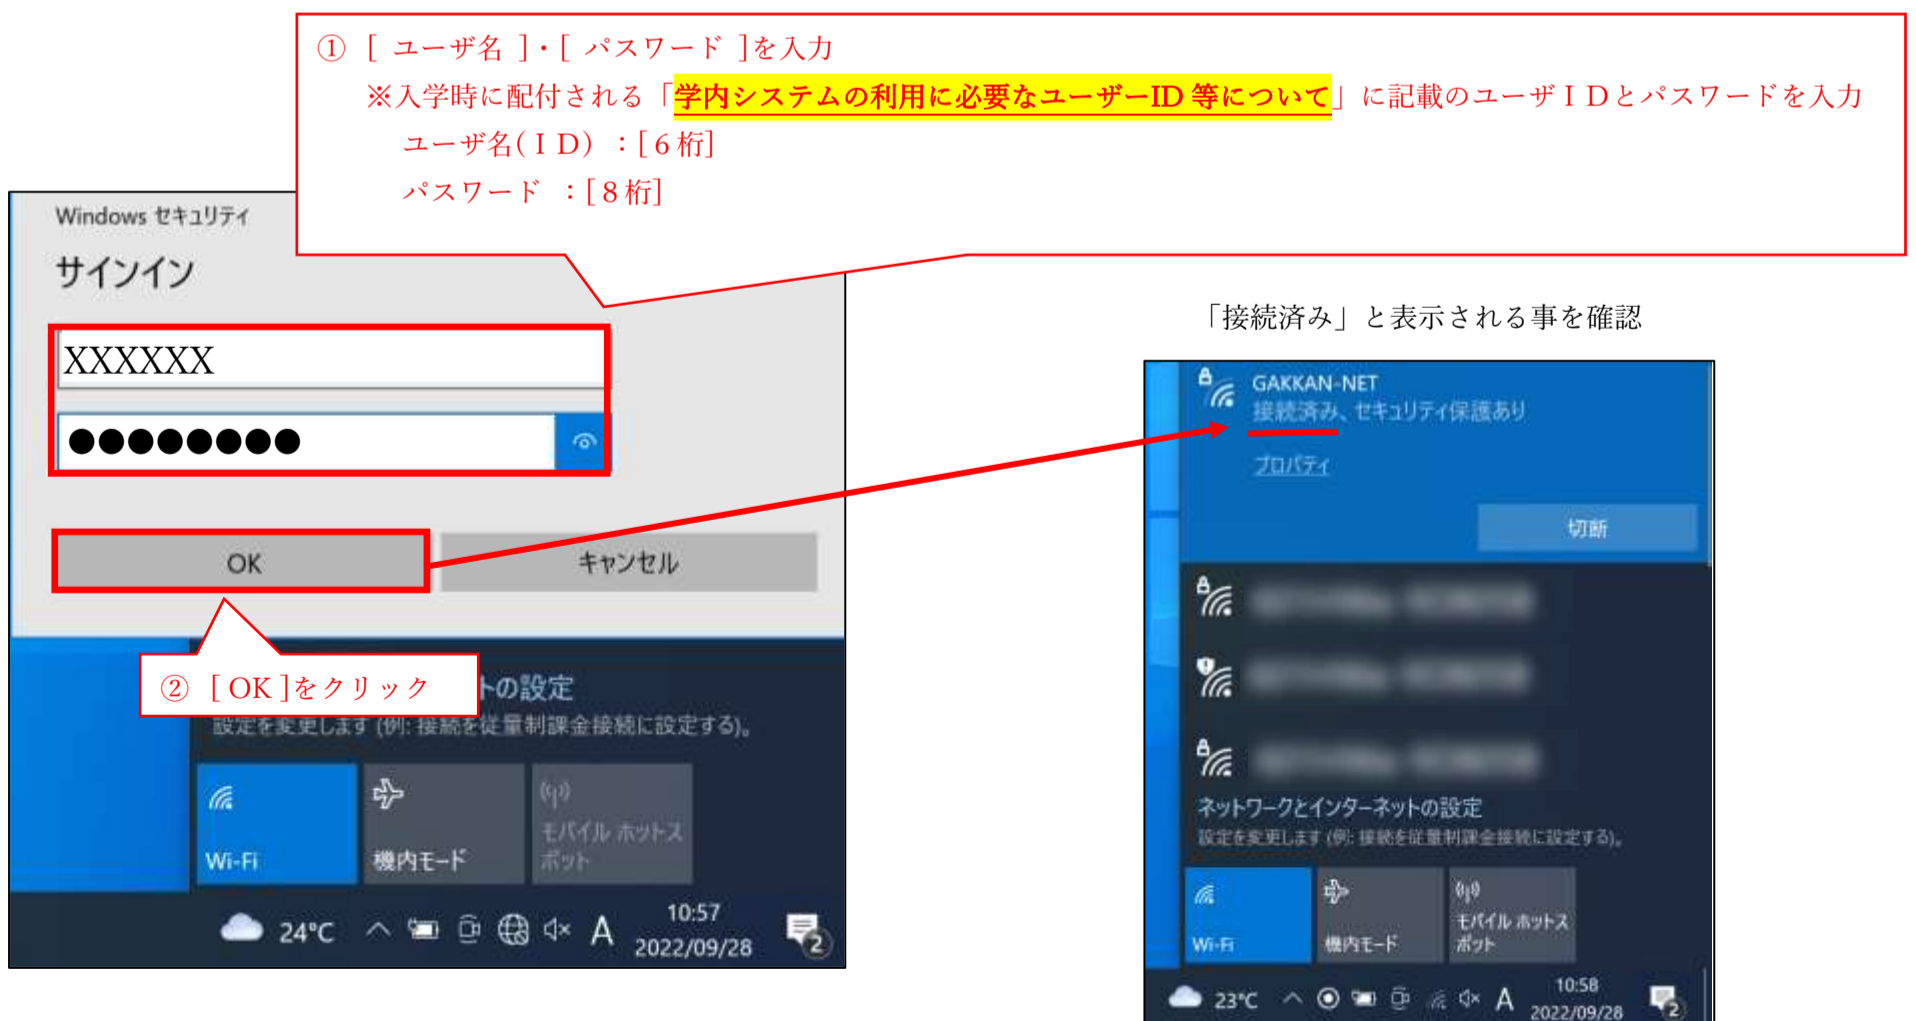 ① [ ユーザ名 ]・[ パスワード ]を入力
※入学時に配付される「学内システムの利用に必要なユーザーID 等について」に記載のユーザＩＤとパスワードを入力
ユーザ名(ＩＤ) ：[６桁]
パスワード ：[８桁]
Windows セキュリティ
サインイン
XXXXXX
●●●●●●●●
OK
キャンセル
② [ OK ]をクリック
トの設定
設定を変更します (例: 接続を従量制課金接続に設定する)。
Wi-Fi
機内モード
モバイル ホットス
ポット
24°C
A
10:57
2022/09/28
2
「接続済み」と表示される事を確認
GAKKAN-NET
接続済み、セキュリティ保護あり
プロパティ
切断
ネットワークとインターネットの設定
設定を変更します (例: 接続を従量制課金接続に設定する)。
Wi-Fi
機内モード
モバイル ホットス
ポット
23°C
A
10:58
2022/09/28
2